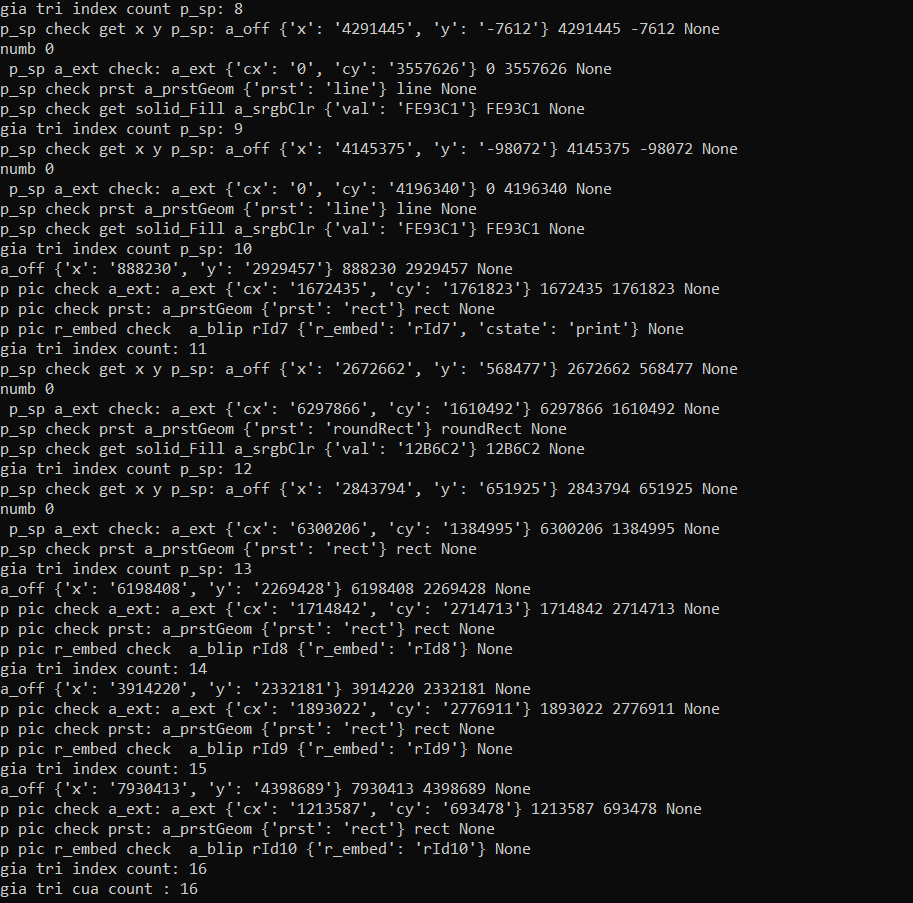 gia tri index count p_sp: 8
p_sp check get x y p_sp: a_off {'x': '4291445', 'y': '-7612'} 4291445 -7612 None
numb 0
 p_sp a_ext check: a_ext {'cx': '0', 'cy': '3557626'} 0 3557626 None
p_sp check prst a_prstGeom {'prst': 'line'} line None
p_sp check get solid_Fill a_srgbClr {'val': 'FE93C1'} FE93C1 None
gia tri index count p_sp: 9
p_sp check get x y p_sp: a_off {'x': '4145375', 'y': '-98072'} 4145375 -98072 None
numb 0
 p_sp a_ext check: a_ext {'cx': '0', 'cy': '4196340'} 0 4196340 None
p_sp check prst a_prstGeom {'prst': 'line'} line None
p_sp check get solid_Fill a_srgbClr {'val': 'FE93C1'} FE93C1 None
gia tri index count p_sp: 10
a_off {'x': '888230', 'y': '2929457'} 888230 2929457 None
p pic check a_ext: a_ext {'cx': '1672435', 'cy': '1761823'} 1672435 1761823 None
p pic check prst: a_prstGeom {'prst': 'rect'} rect None
p pic r_embed check  a_blip rId7 {'r_embed': 'rId7', 'cstate': 'print'} None
gia tri index count: 11
p_sp check get x y p_sp: a_off {'x': '2672662', 'y': '568477'} 2672662 568477 None
numb 0
 p_sp a_ext check: a_ext {'cx': '6297866', 'cy': '1610492'} 6297866 1610492 None
p_sp check prst a_prstGeom {'prst': 'roundRect'} roundRect None
p_sp check get solid_Fill a_srgbClr {'val': '12B6C2'} 12B6C2 None
gia tri index count p_sp: 12
p_sp check get x y p_sp: a_off {'x': '2843794', 'y': '651925'} 2843794 651925 None
numb 0
 p_sp a_ext check: a_ext {'cx': '6300206', 'cy': '1384995'} 6300206 1384995 None
p_sp check prst a_prstGeom {'prst': 'rect'} rect None
gia tri index count p_sp: 13
a_off {'x': '6198408', 'y': '2269428'} 6198408 2269428 None
p pic check a_ext: a_ext {'cx': '1714842', 'cy': '2714713'} 1714842 2714713 None
p pic check prst: a_prstGeom {'prst': 'rect'} rect None
p pic r_embed check  a_blip rId8 {'r_embed': 'rId8'} None
gia tri index count: 14
a_off {'x': '3914220', 'y': '2332181'} 3914220 2332181 None
p pic check a_ext: a_ext {'cx': '1893022', 'cy': '2776911'} 1893022 2776911 None
p pic check prst: a_prstGeom {'prst': 'rect'} rect None
p pic r_embed check  a_blip rId9 {'r_embed': 'rId9'} None
gia tri index count: 15
a_off {'x': '7930413', 'y': '4398689'} 7930413 4398689 None
p pic check a_ext: a_ext {'cx': '1213587', 'cy': '693478'} 1213587 693478 None
p pic check prst: a_prstGeom {'prst': 'rect'} rect None
p pic r_embed check  a_blip rId10 {'r_embed': 'rId10'} None
gia tri index count: 16
gia tri cua count : 16